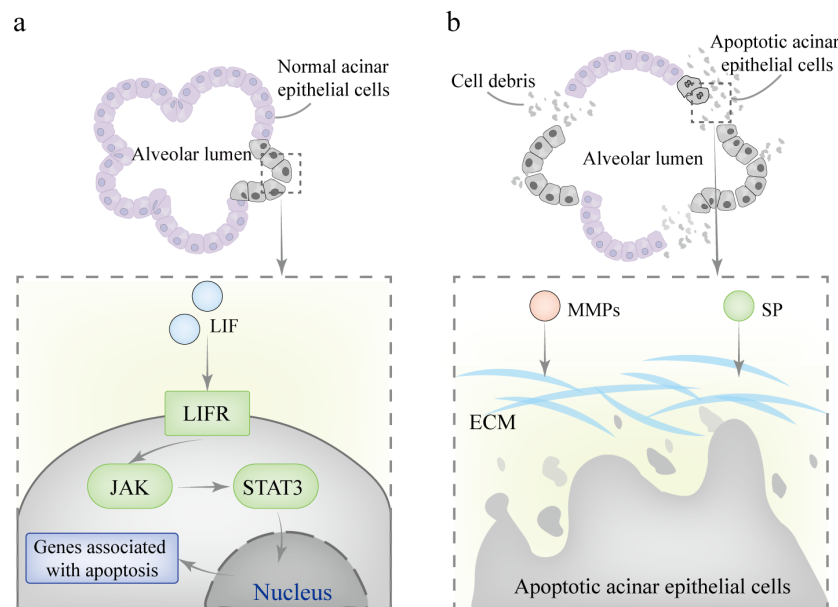 a
Normal acinar
epithelial cells
Alveolar lumen
LIF
LIFR
JAK
STAT3
Genes associated
with apoptosis
Nucleus
b
Apoptotic acinar
epithelial cells
Cell debris
Alveolar lumen
MMPs
SP
ECM
Apoptotic acinar epithelial cells